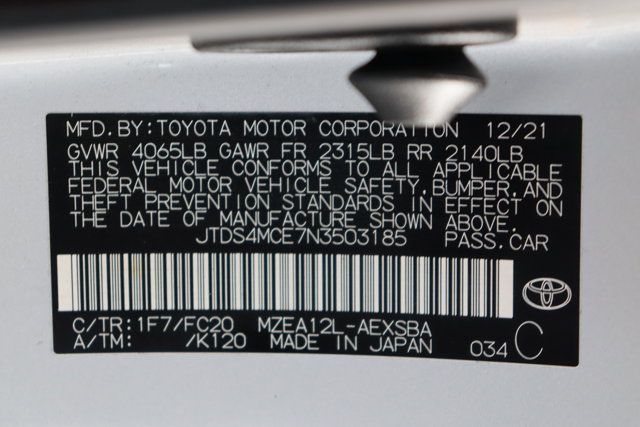 MFD. BY: TOYOTA MOTOR CORPORATION 12/21
GVWR 4065LB GAWR FR 2315LB RR 2140LB
THIS VEHICLE CONFORMS TO ALL APPLICABLE
FEDERAL MOTOR VEHICLE SAFETY, BUMPER, AND
THEFT PREVENTION STANDARDS IN EFFECT ON
THE DATE OF MANUFACTURE SHOWN ABOVE.
JTDS4MCE7N3503185 PASS. CAR
C/TR: 1F7/FC20 MZEA12L-AEXSBA
A/TM: /K120 MADE IN JAPAN 034 C